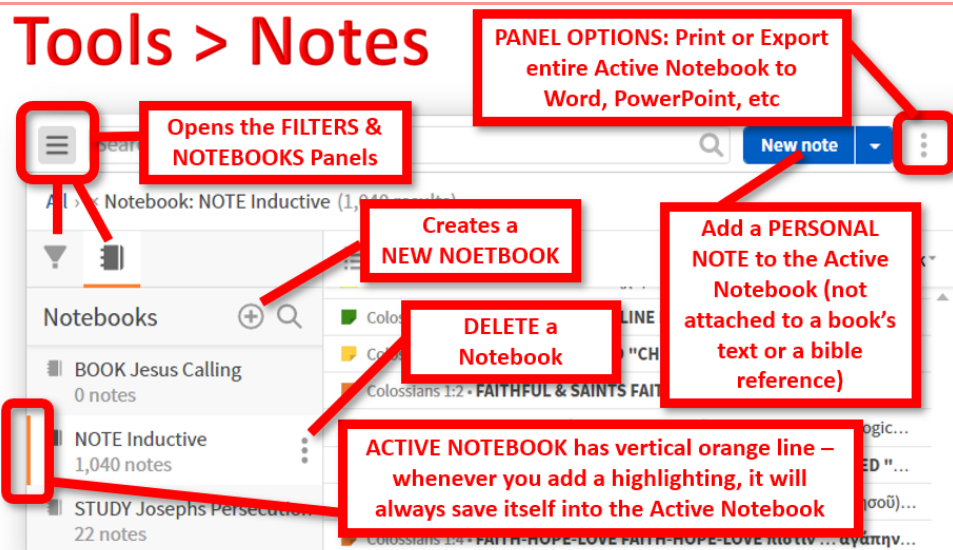 Tools > Notes
PANEL OPTIONS: Print or Export
entire Active Notebook to
Word, PowerPoint, etc
Opens the FILTERS &
NOTEBOOKS Panels
New note
All › × Notebook: NOTE Inductive
Creates a
NEW NOETBOOK
Add a PERSONAL
NOTE to the Active
Notebook (not
attached to a book's
text or a bible
reference)
Notebooks
DELETE a
Notebook
BOOK Jesus Calling
0 notes
Colossians 1:2 • FAITHFUL & SAINTS
NOTE Inductive
1,040 notes
ACTIVE NOTEBOOK has vertical orange line –
whenever you add a highlighting, it will
always save itself into the Active Notebook
STUDY Josephs Persecution
22 notes
Colossians 1:4 • FAITH-HOPE-LOVE FAITH-HOPE-LOVE πίστιν ... ἀγάπην...